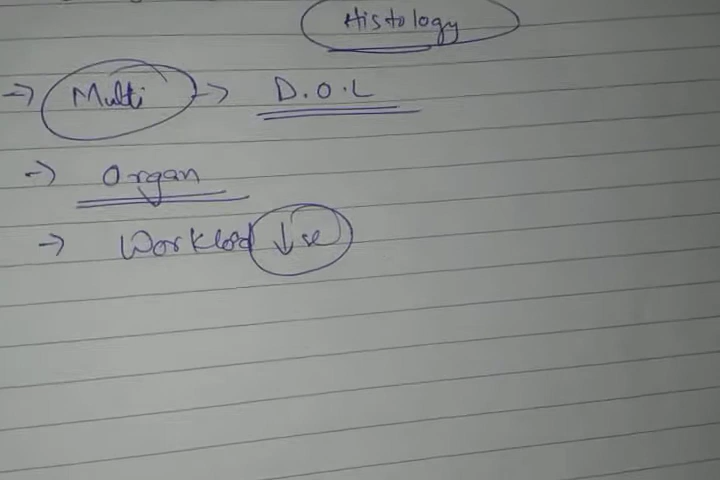 Histology
→ Multi → D.O.L
→ Organ
→ Workload ↓se